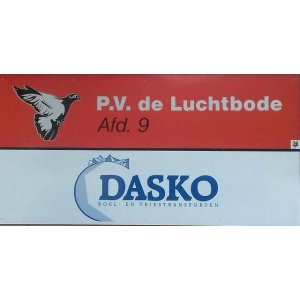 P.V. de Luchtbode
Afd. 9
DASKO
KOEL- EN VRIESTRANSPORTEN